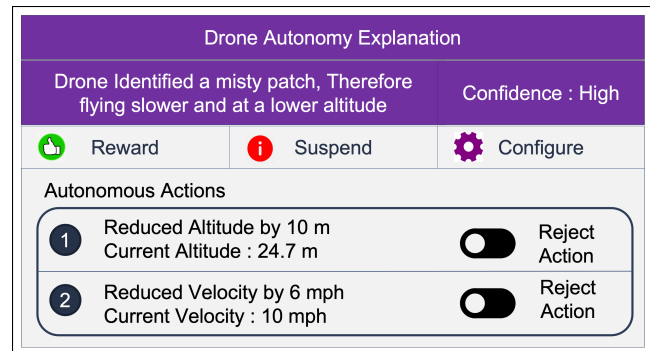 Drone Autonomy Explanation
Drone Identified a misty patch, Therefore
flying slower and at a lower altitude
Confidence : High
Reward
Suspend
Configure
Autonomous Actions
1
Reduced Altitude by 10 m
Current Altitude : 24.7 m
Reject
Action
2
Reduced Velocity by 6 mph
Current Velocity : 10 mph
Reject
Action